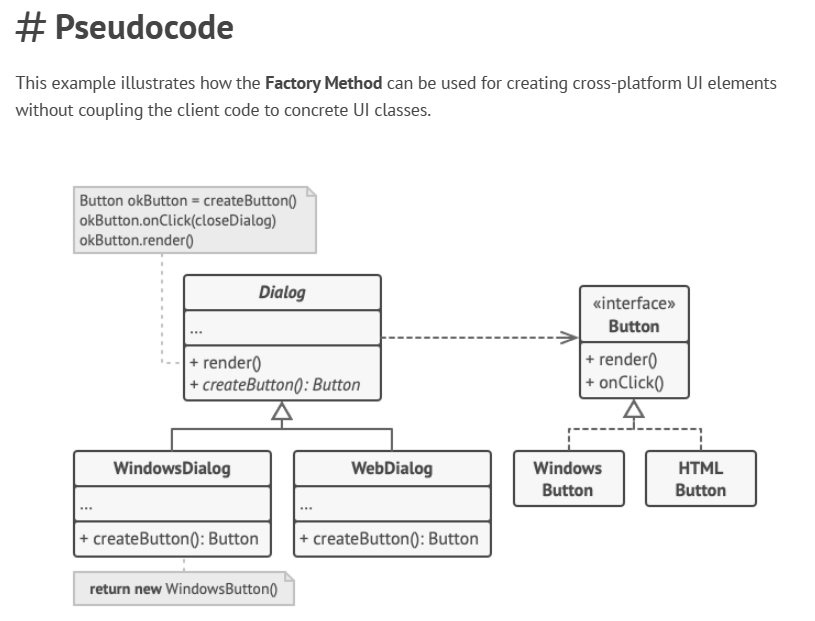 # Pseudocode
This example illustrates how the Factory Method can be used for creating cross-platform UI elements
without coupling the client code to concrete UI classes.
Button okButton = createButton()
okButton.onClick(closeDialog)
okButton.render()
Dialog
...
+ render()
+ createButton(): Button
«interface»
Button
+ render()
+ onClick()
WindowsDialog
...
+ createButton(): Button
WebDialog
...
+ createButton(): Button
Windows
Button
HTML
Button
return new WindowsButton()